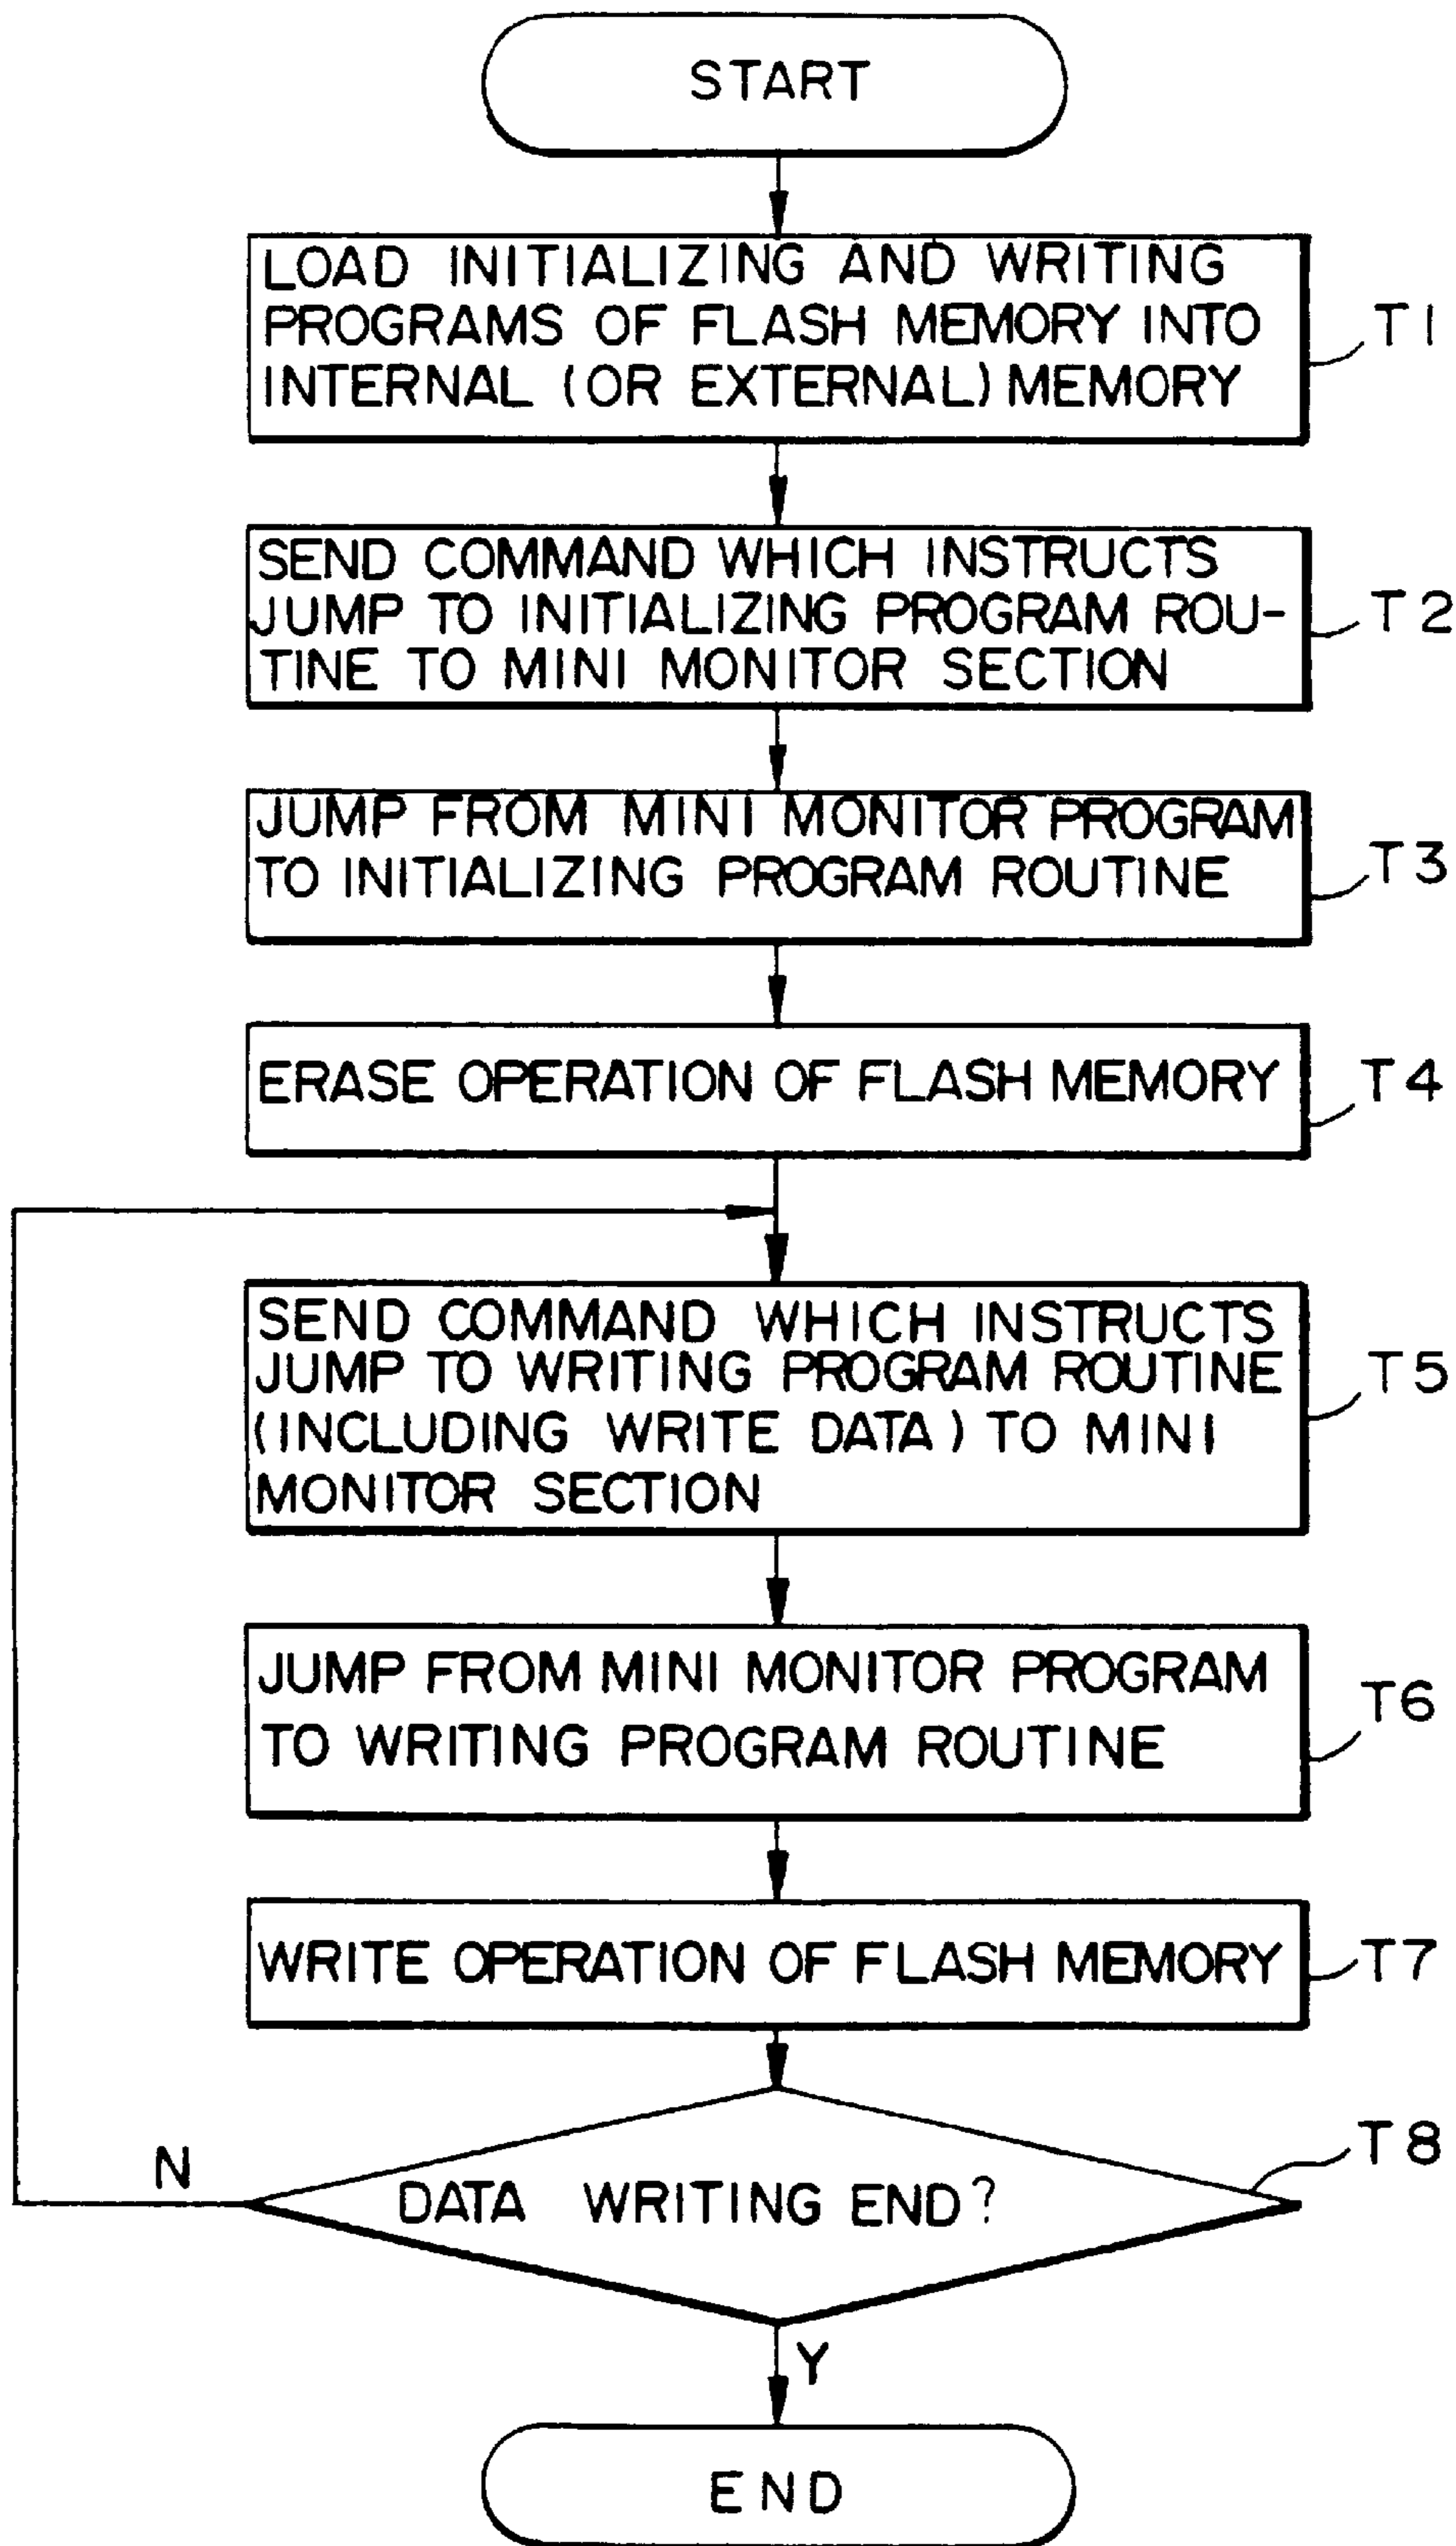 START
LOAD INITIALIZING AND WRITING
PROGRAMS OF FLASH MEMORY INTO
INTERNAL (OR EXTERNAL) MEMORY
T1
SEND COMMAND WHICH INSTRUCTS
JUMP TO INITIALIZING PROGRAM ROU-
TINE TO MINI MONITOR SECTION
T2
JUMP FROM MINI MONITOR PROGRAM
TO INITIALIZING PROGRAM ROUTINE
T3
ERASE OPERATION OF FLASH MEMORY
T4
SEND COMMAND WHICH INSTRUCTS
JUMP TO WRITING PROGRAM ROUTINE
(INCLUDING WRITE DATA) TO MINI
MONITOR SECTION
T5
JUMP FROM MINI MONITOR PROGRAM
TO WRITING PROGRAM ROUTINE
T6
WRITE OPERATION OF FLASH MEMORY
T7
DATA WRITING END?
T8
N
Y
END